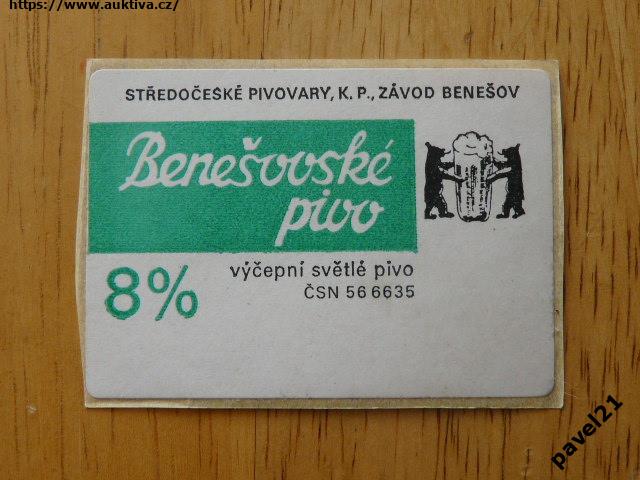 https://www.auktiva.cz/
STŘEDOČESKÉ PIVOVARY, K. P., ZÁVOD BENEŠOV
Benešovské
pivo
8%
výčepní světlé pivo
ČSN 56 6635
pavel21